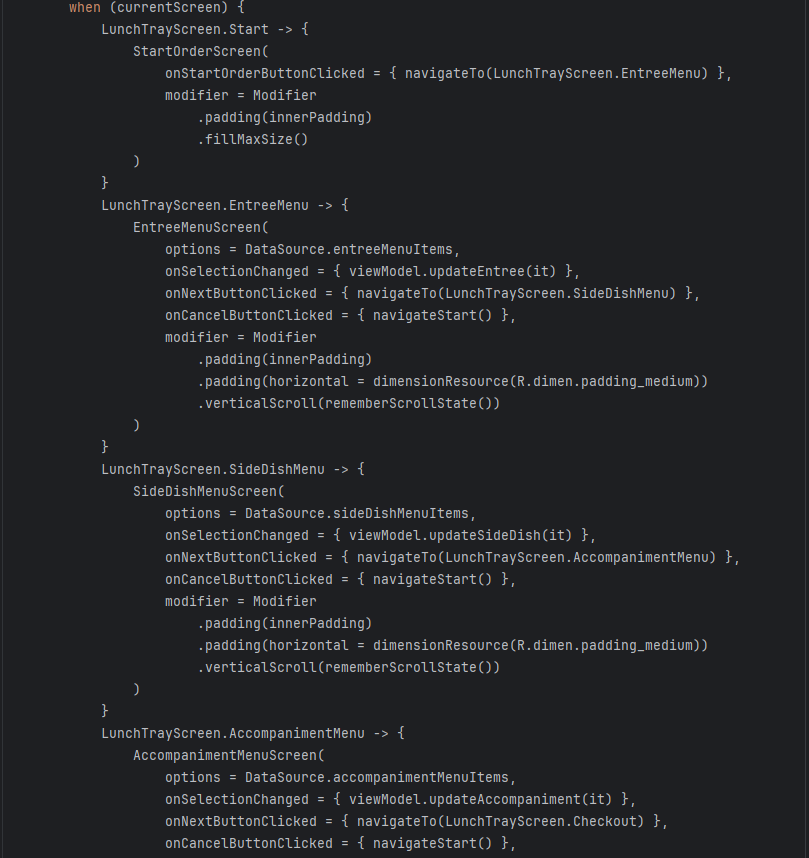 when (currentScreen) {
    LunchTrayScreen.Start -> {
        StartOrderScreen(
            onStartOrderButtonClicked = { navigateTo(LunchTrayScreen.EntreeMenu) },
            modifier = Modifier
                .padding(innerPadding)
                .fillMaxSize()
        )
    }
    LunchTrayScreen.EntreeMenu -> {
        EntreeMenuScreen(
            options = DataSource.entreeMenuItems,
            onSelectionChanged = { viewModel.updateEntree(it) },
            onNextButtonClicked = { navigateTo(LunchTrayScreen.SideDishMenu) },
            onCancelButtonClicked = { navigateStart() },
            modifier = Modifier
                .padding(innerPadding)
                .padding(horizontal = dimensionResource(R.dimen.padding_medium))
                .verticalScroll(rememberScrollState())
        )
    }
    LunchTrayScreen.SideDishMenu -> {
        SideDishMenuScreen(
            options = DataSource.sideDishMenuItems,
            onSelectionChanged = { viewModel.updateSideDish(it) },
            onNextButtonClicked = { navigateTo(LunchTrayScreen.AccompanimentMenu) },
            onCancelButtonClicked = { navigateStart() },
            modifier = Modifier
                .padding(innerPadding)
                .padding(horizontal = dimensionResource(R.dimen.padding_medium))
                .verticalScroll(rememberScrollState())
        )
    }
    LunchTrayScreen.AccompanimentMenu -> {
        AccompanimentMenuScreen(
            options = DataSource.accompanimentMenuItems,
            onSelectionChanged = { viewModel.updateAccompaniment(it) },
            onNextButtonClicked = { navigateTo(LunchTrayScreen.Checkout) },
            onCancelButtonClicked = { navigateStart() },